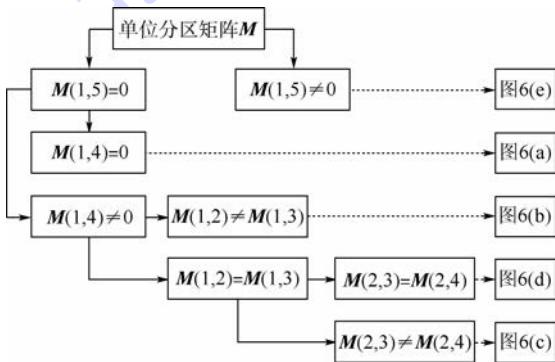 单位分区矩阵M
M(1,5)=0
M(1,5)≠0
图6(e)
M(1,4)=0
图6(a)
M(1,4)≠0
M(1,2)≠M(1,3)
图6(b)
M(1,2)=M(1,3)
M(2,3)=M(2,4)
图6(d)
M(2,3)≠M(2,4)
图6(c)